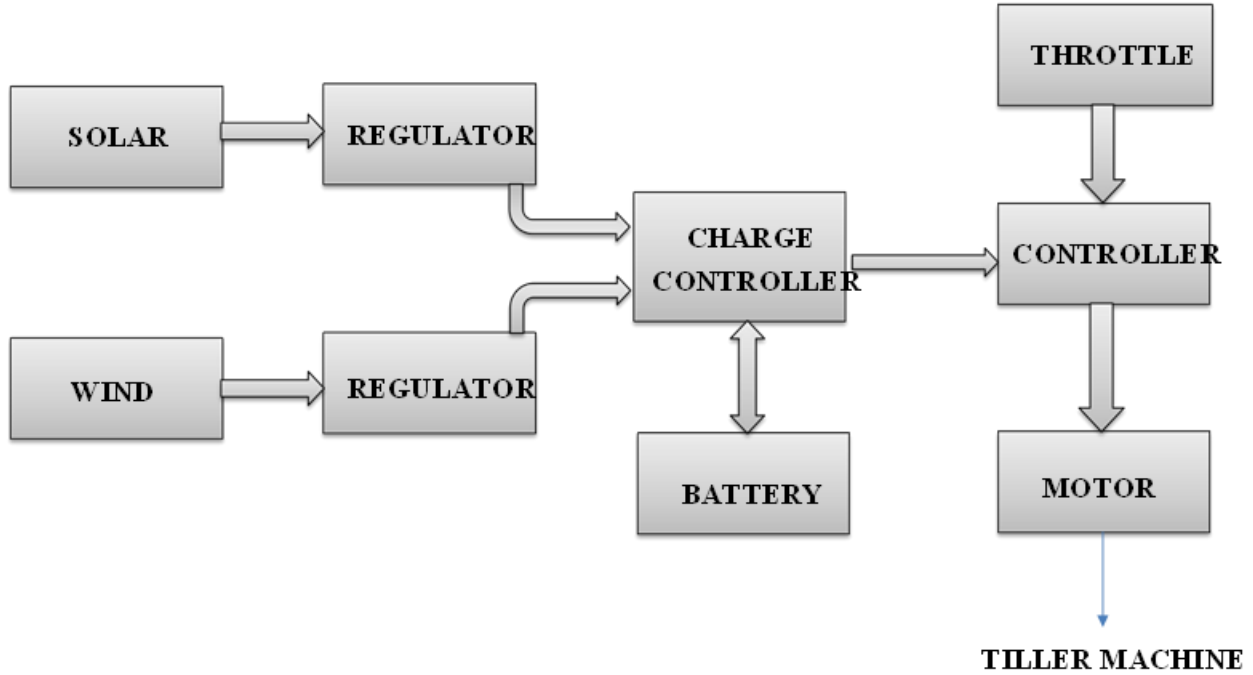 THROTTLE
SOLAR
REGULATOR
CHARGE
CONTROLLER
CONTROLLER
WIND
REGULATOR
BATTERY
MOTOR
TILLER MACHINE